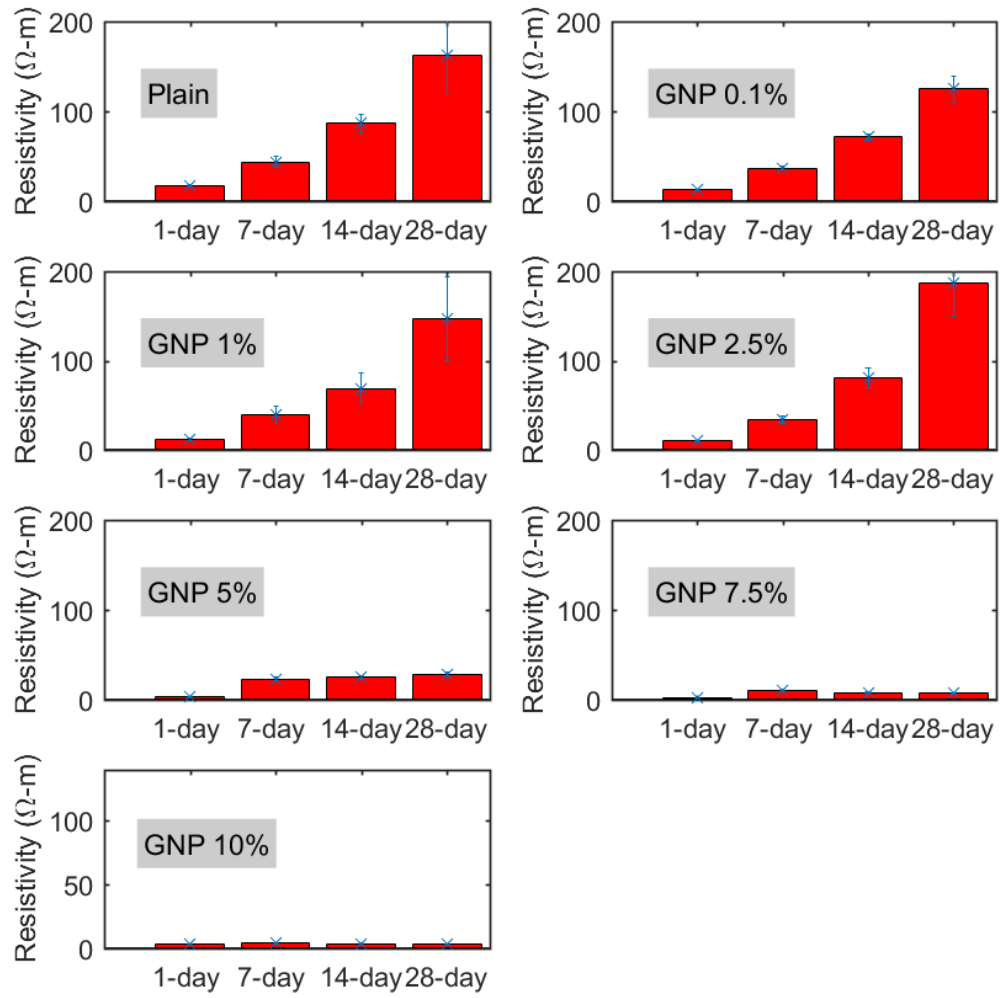 Resistivity (Ω-m)
200
100
0
Plain
1-day 7-day 14-day 28-day
Resistivity (Ω-m)
200
100
0
GNP 0.1%
1-day 7-day 14-day 28-day
Resistivity (Ω-m)
200
100
0
GNP 1%
1-day 7-day 14-day 28-day
Resistivity (Ω-m)
200
100
0
GNP 2.5%
1-day 7-day 14-day 28-day
Resistivity (Ω-m)
200
100
0
GNP 5%
1-day 7-day 14-day 28-day
Resistivity (Ω-m)
200
100
0
GNP 7.5%
1-day 7-day 14-day 28-day
Resistivity (Ω-m)
100
50
0
GNP 10%
1-day 7-day 14-day 28-day